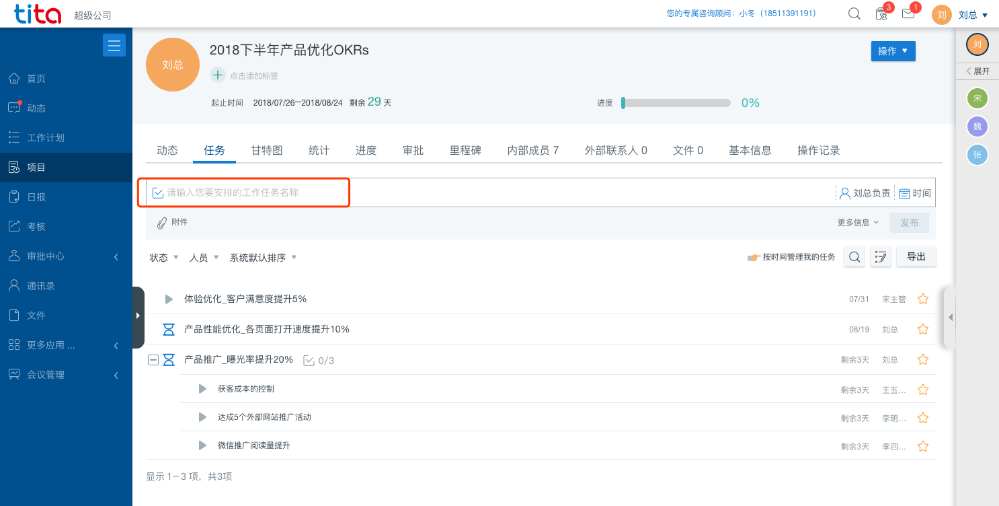 tita 超级公司 您的专属咨询顾问：小冬（18511391191） 3 1 刘 刘总
首页
动态
工作计划
项目
日报
考核
审批中心
通讯录
文件
更多应用 ...
会议管理
刘总
2018下半年产品优化OKRs
操作
点击添加标签
起止时间 2018/07/26—2018/08/24 剩余 29 天 进度 0%
动态 任务 甘特图 统计 进度 审批 里程碑 内部成员 7 外部联系人 0 文件 0 基本信息 操作记录
请输入您要安排的工作任务名称 刘总负责 时间
附件 更多信息 发布
状态 人员 系统默认排序 按时间管理我的任务 导出
体验优化_客户满意度提升5% 07/31 宋主管
产品性能优化_各页面打开速度提升10% 08/19 刘总
产品推广_曝光率提升20% 0/3 剩余3天 刘总
获客成本的控制 剩余3天 王五...
达成5个外部网站推广活动 剩余3天 李明...
微信推广阅读量提升 剩余3天 李四...
显示 1－3 项，共3项
刘
展开
宋
魏
张